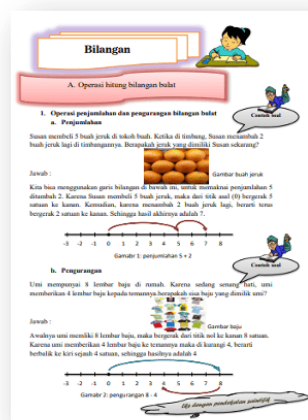 Bilangan
A. Operasi hitung bilangan bulat
1. Operasi penjumlahan dan pengurangan bilangan bulat
a. Penjumlahan
Contoh soal
Susan membeli 5 buah jeruk di tokoh buah. Ketika di timbang, Susan menambah 2
buah jeruk lagi di timbangannya. Berapakah jeruk yang dimiliki Susan sekarang?
Gambar buah jeruk
Jawab :
Kita bisa menggunakan garis bilangan di bawah ini, untuk memaknai penjumlahan 5
ditambah 2. Karena Susan membeli 5 buah jeruk, maka dari titik asal (0) bergerak 5
satuan ke kanan. Kemudian, karena menambah 2 buah jeruk lagi, berarti terus
bergerak 2 satuan ke kanan. Sehingga hasil akhirnya adalah 7.
-3 -2 -1 0 1 2 3 4 5 6 7 8
Gamabr 1: penjumlahan 5 + 2
b. Pengurangan
Contoh soal
Umi mempunyai 8 lembar baju di rumah. Karena sedang senang hati, umi
memberikan 4 lembar baju kepada temannya.berapakah sisa baju yang dimilik umi?
Jawab :
Gambar baju
Awalnya umi memliki 8 lembar baju, maka bergerak dari titik nol ke kanan 8 satuan.
Karena umi memberikan 4 lembar baju ke temannya maka di kurangi 4, berarti
berbalik ke kiri sejauh 4 satuan, sehingga hasilnya adalah 4
-3 -2 -1 0 1 2 3 4 5 6 7 8
Gamabr 2: pengurangan 8 - 4
dengan pendekatan saintifik